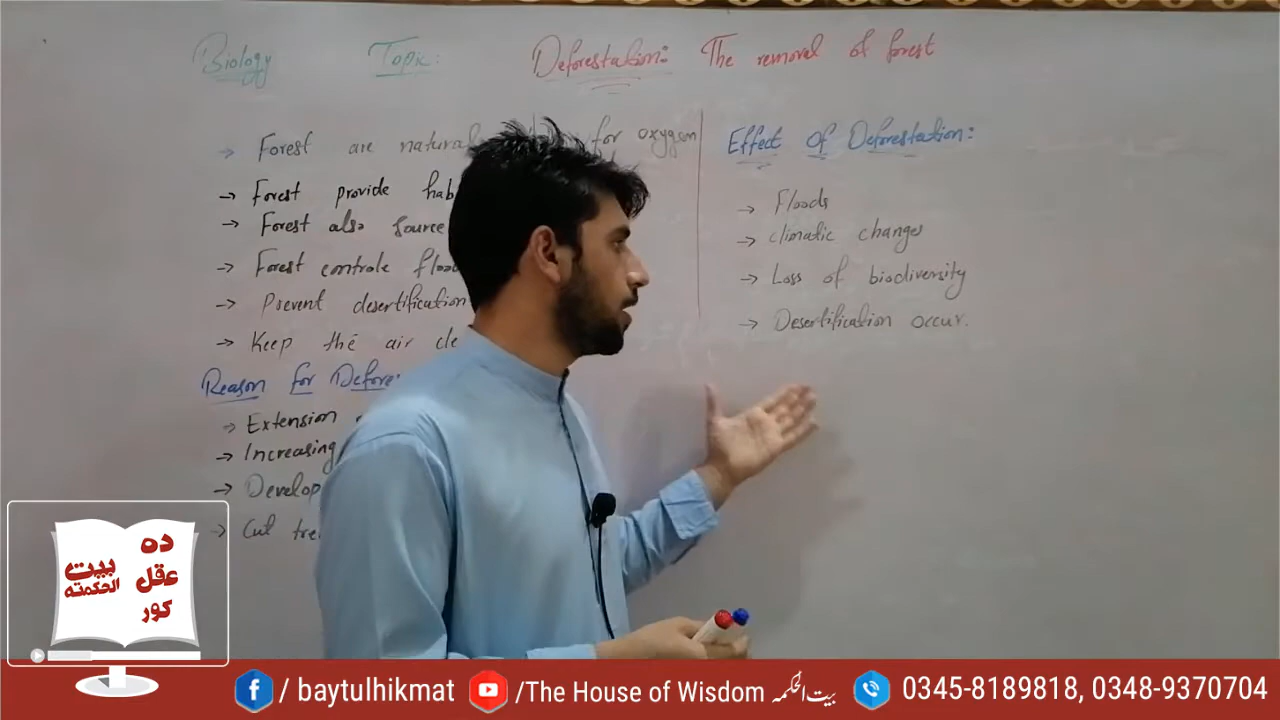 Biology Topic: Deforestation: The removal of forest
→ Forest are natural for oxygen
→ Forest provide hab
→ Forest also source
→ Forest controle floo
→ Prevent desertification
→ Keep the air cle
Reason for Defore
→ Extension
→ Increasing
→ Develop
→ Cut tre
Effect Of Deforestation:
→ Floods
→ climatic changes
→ Loss of biodiversity
→ Desertification occur.
ده
عقل
کور
بیت
الحکمته
/ baytulhikmat /The House of Wisdom بیت الحکمہ 0345-8189818, 0348-9370704